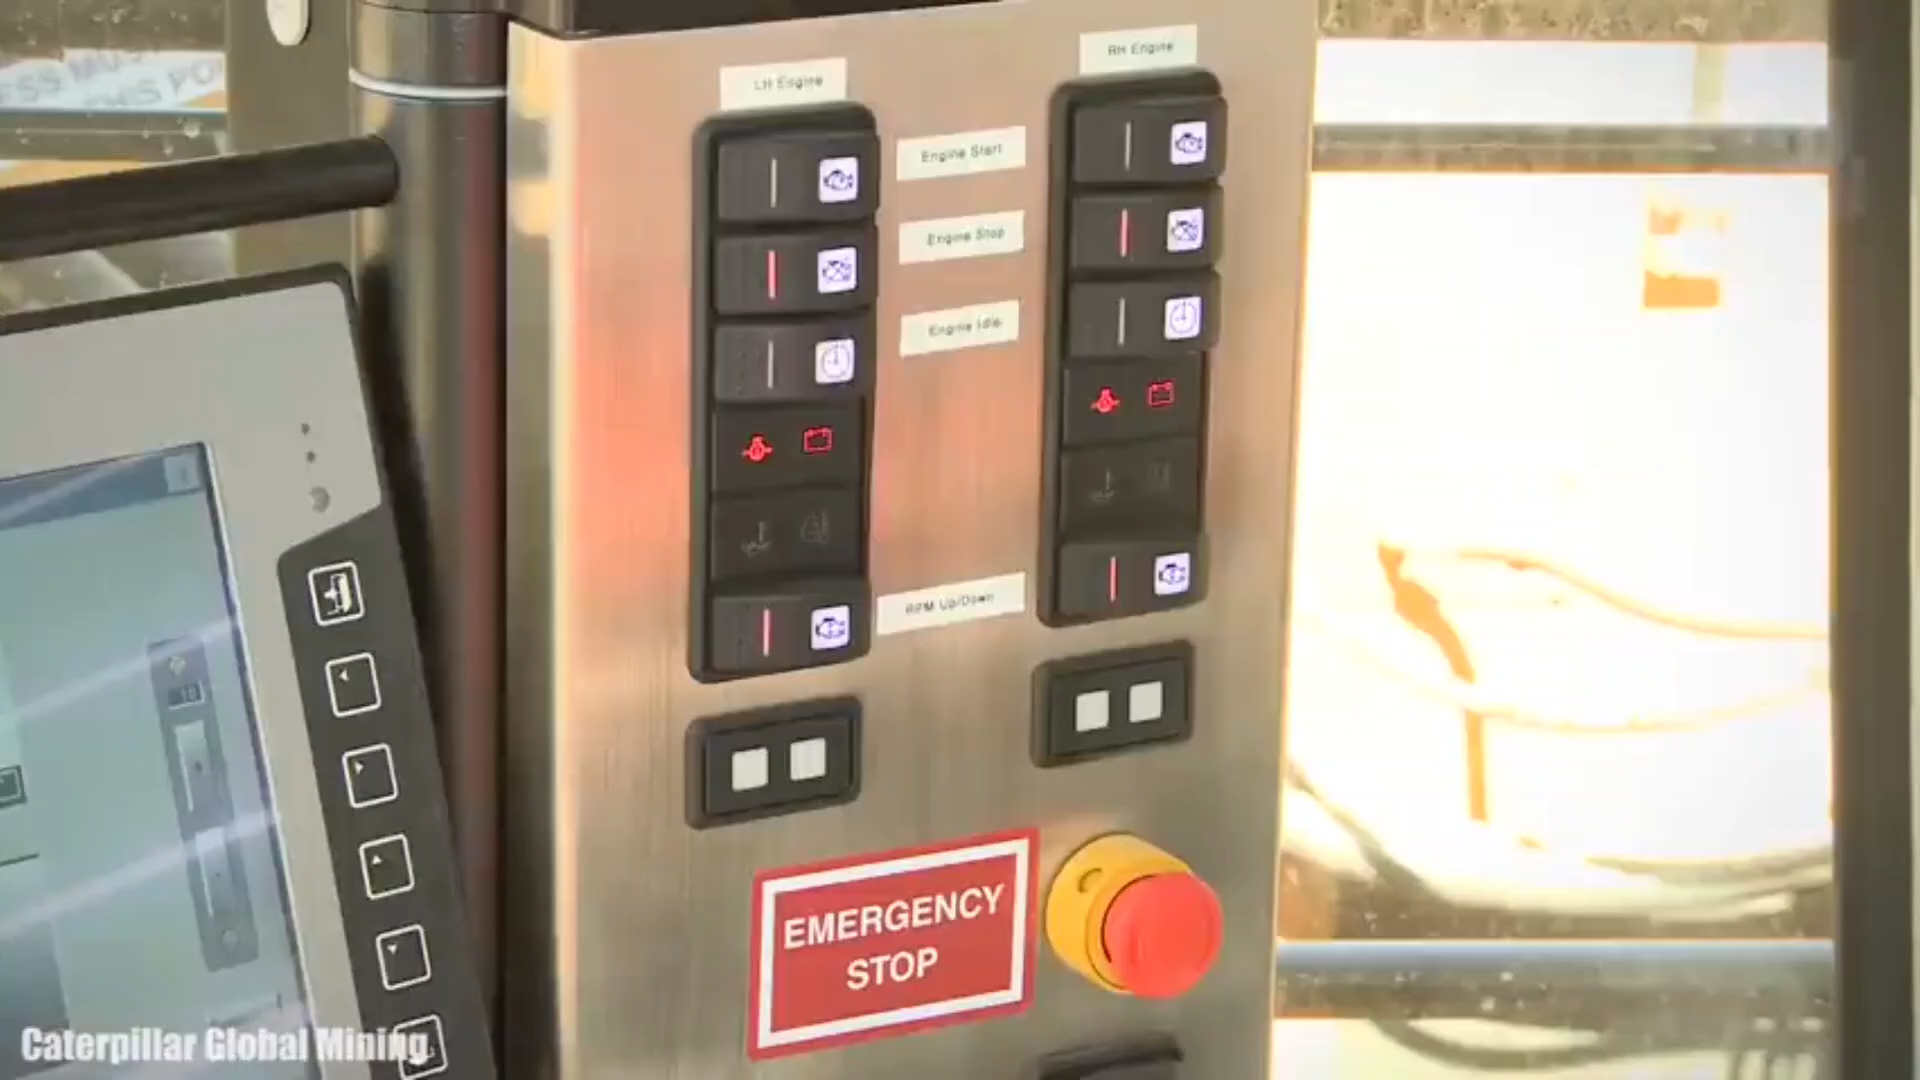 LH Engine
RH Engine
Engine Start
Engine Stop
Engine Idle
RPM Up/Down
EMERGENCY
STOP
Caterpillar Global Mining